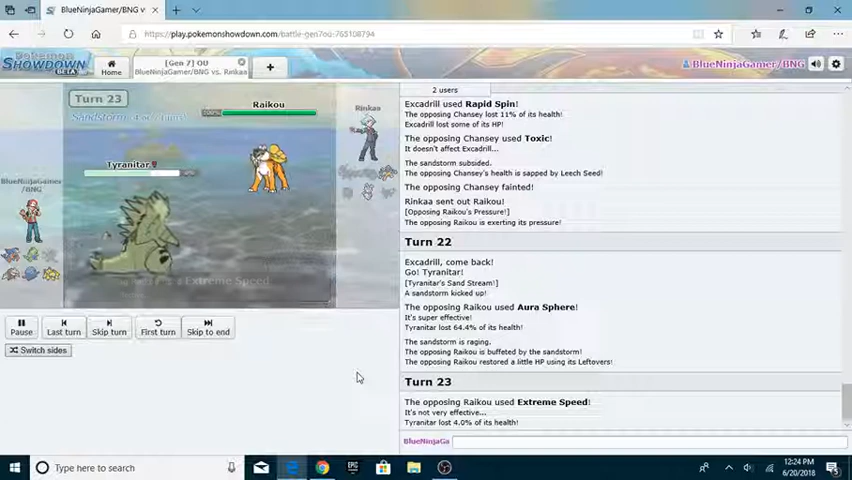 BlueNinjaGamer/BNG v
https://play.pokemonshowdown.com/battle-gen7ou-765108794
Pokémon
SHOWDOWN
BETA
Home
[Gen 7] OU
BlueNinjaGamer/BNG vs. Rinkaa
BlueNinjaGamer/BNG
Turn 23
Sandstorm
Raikou
100%
Rinkaa
Tyranitar
BlueNinjaGamer
/BNG
Extreme Speed
Pause
Last turn
Skip turn
First turn
Skip to end
Switch sides
2 users
Excadrill used Rapid Spin!
The opposing Chansey lost 11% of its health!
Excadrill lost some of its HP!
The opposing Chansey used Toxic!
It doesn't affect Excadrill...
The sandstorm subsided.
The opposing Chansey's health is sapped by Leech Seed!
The opposing Chansey fainted!
Rinkaa sent out Raikou!
[Opposing Raikou's Pressure!]
The opposing Raikou is exerting its pressure!
Turn 22
Excadrill, come back!
Go! Tyranitar!
[Tyranitar's Sand Stream!]
A sandstorm kicked up!
The opposing Raikou used Aura Sphere!
It's super effective!
Tyranitar lost 64.4% of its health!
The sandstorm is raging.
The opposing Raikou is buffeted by the sandstorm!
The opposing Raikou restored a little HP using its Leftovers!
Turn 23
The opposing Raikou used Extreme Speed!
It's not very effective...
Tyranitar lost 4.0% of its health!
BlueNinjaGa
Type here to search
EPIC
12:24 PM
6/20/2018